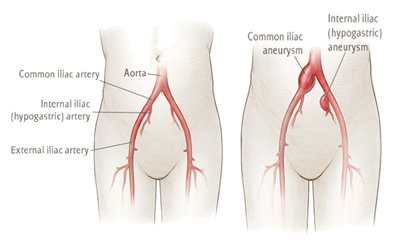 Common iliac artery
Aorta
Internal iliac
(hypogastric) artery
External iliac artery
Common iliac
aneurysm
Internal iliac
(hypogastric)
aneurysm